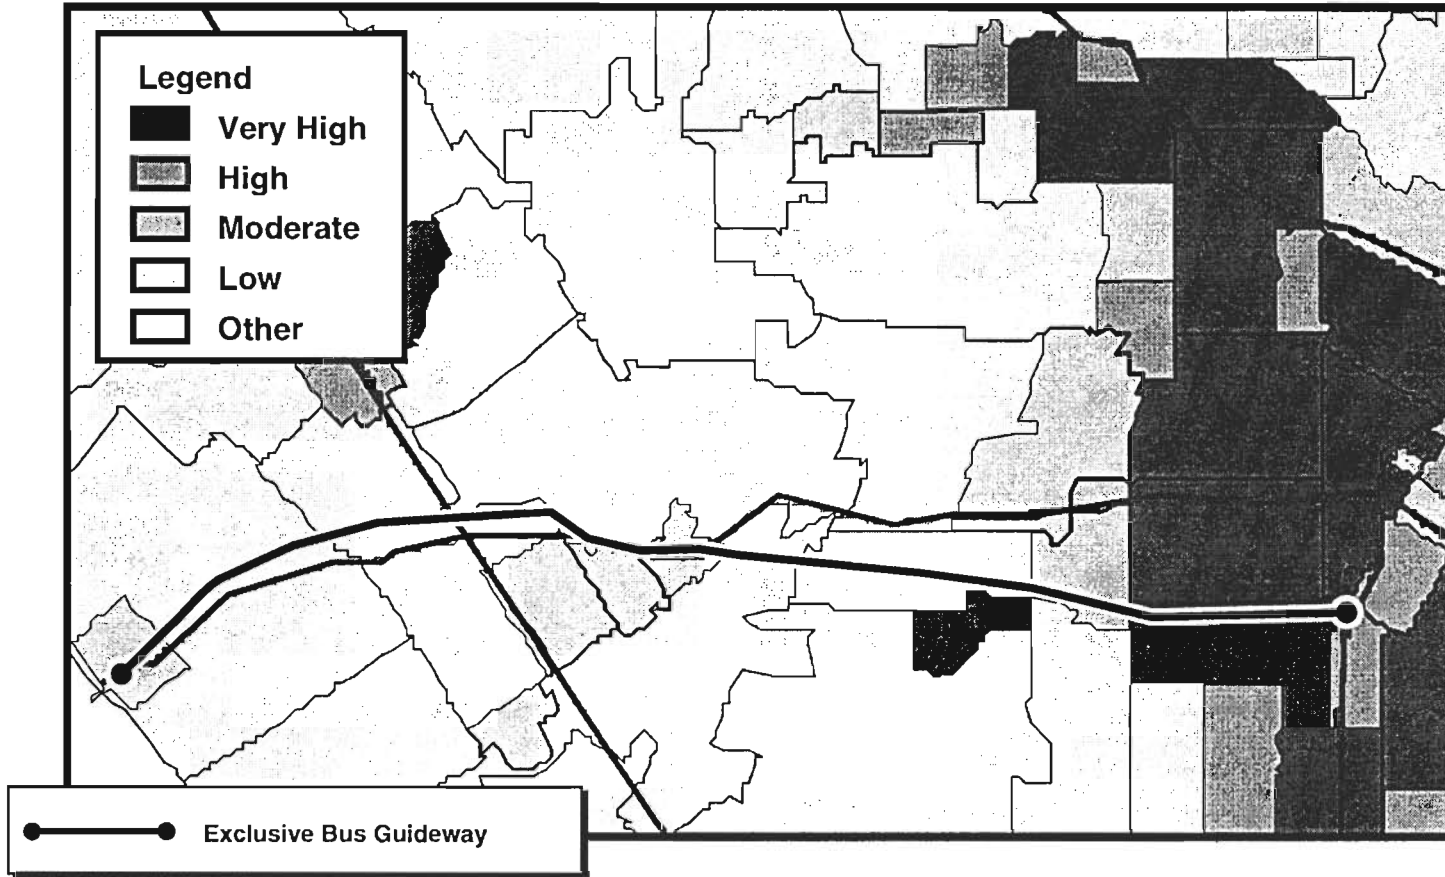 Legend
Very High
High
Moderate
Low
Other
Exclusive Bus Guideway